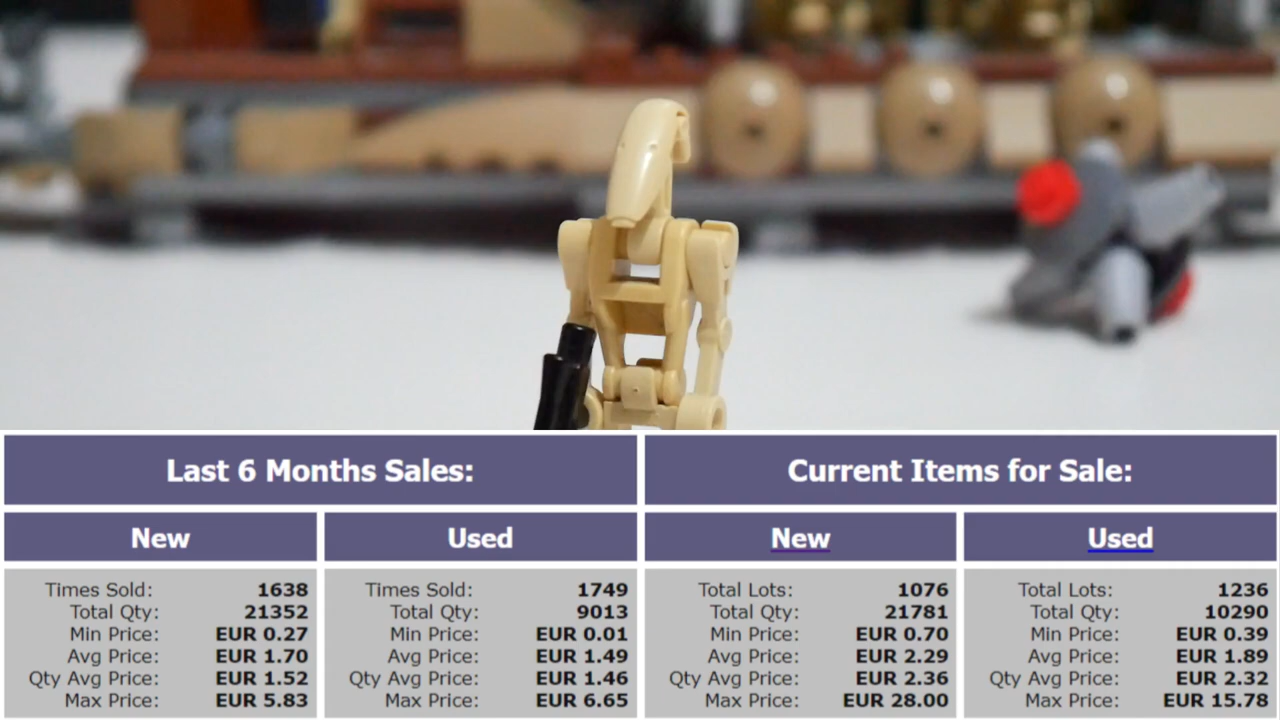 Last 6 Months Sales:
Current Items for Sale:
New
Used
New
Used
Times Sold: 1638
Total Qty: 21352
Min Price: EUR 0.27
Avg Price: EUR 1.70
Qty Avg Price: EUR 1.52
Max Price: EUR 5.83
Times Sold: 1749
Total Qty: 9013
Min Price: EUR 0.01
Avg Price: EUR 1.49
Qty Avg Price: EUR 1.46
Max Price: EUR 6.65
Total Lots: 1076
Total Qty: 21781
Min Price: EUR 0.70
Avg Price: EUR 2.29
Qty Avg Price: EUR 2.36
Max Price: EUR 28.00
Total Lots: 1236
Total Qty: 10290
Min Price: EUR 0.39
Avg Price: EUR 1.89
Qty Avg Price: EUR 2.32
Max Price: EUR 15.78